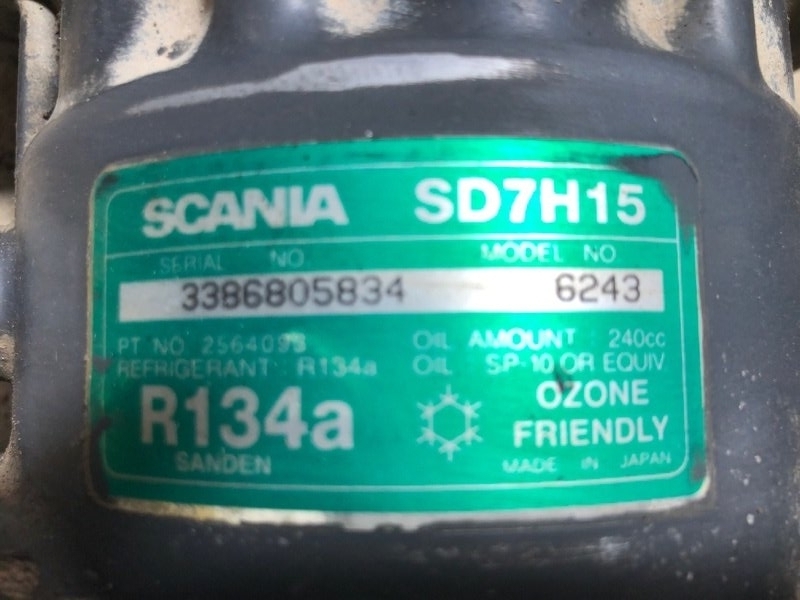 SCANIA SD7H15
SERIAL NO. MODEL NO.
3386805834 6243
PT NO 2564093 OIL AMOUNT : 240cc
REFRIGERANT : R134a OIL : SP-10 OR EQUIV
R134a OZONE
FRIENDLY
SANDEN MADE IN JAPAN